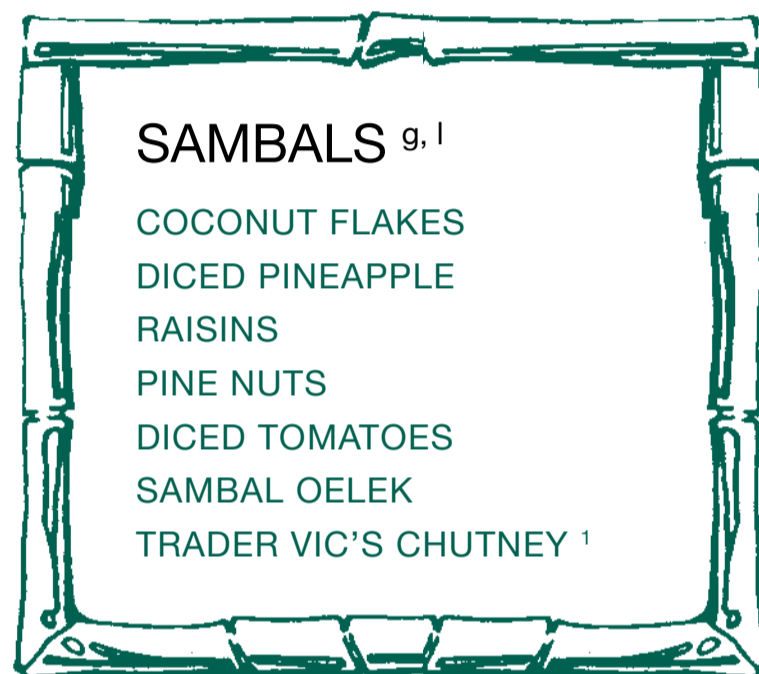 SAMBALS g, l
COCONUT FLAKES
DICED PINEAPPLE
RAISINS
PINE NUTS
DICED TOMATOES
SAMBAL OELEK
TRADER VIC’S CHUTNEY 1